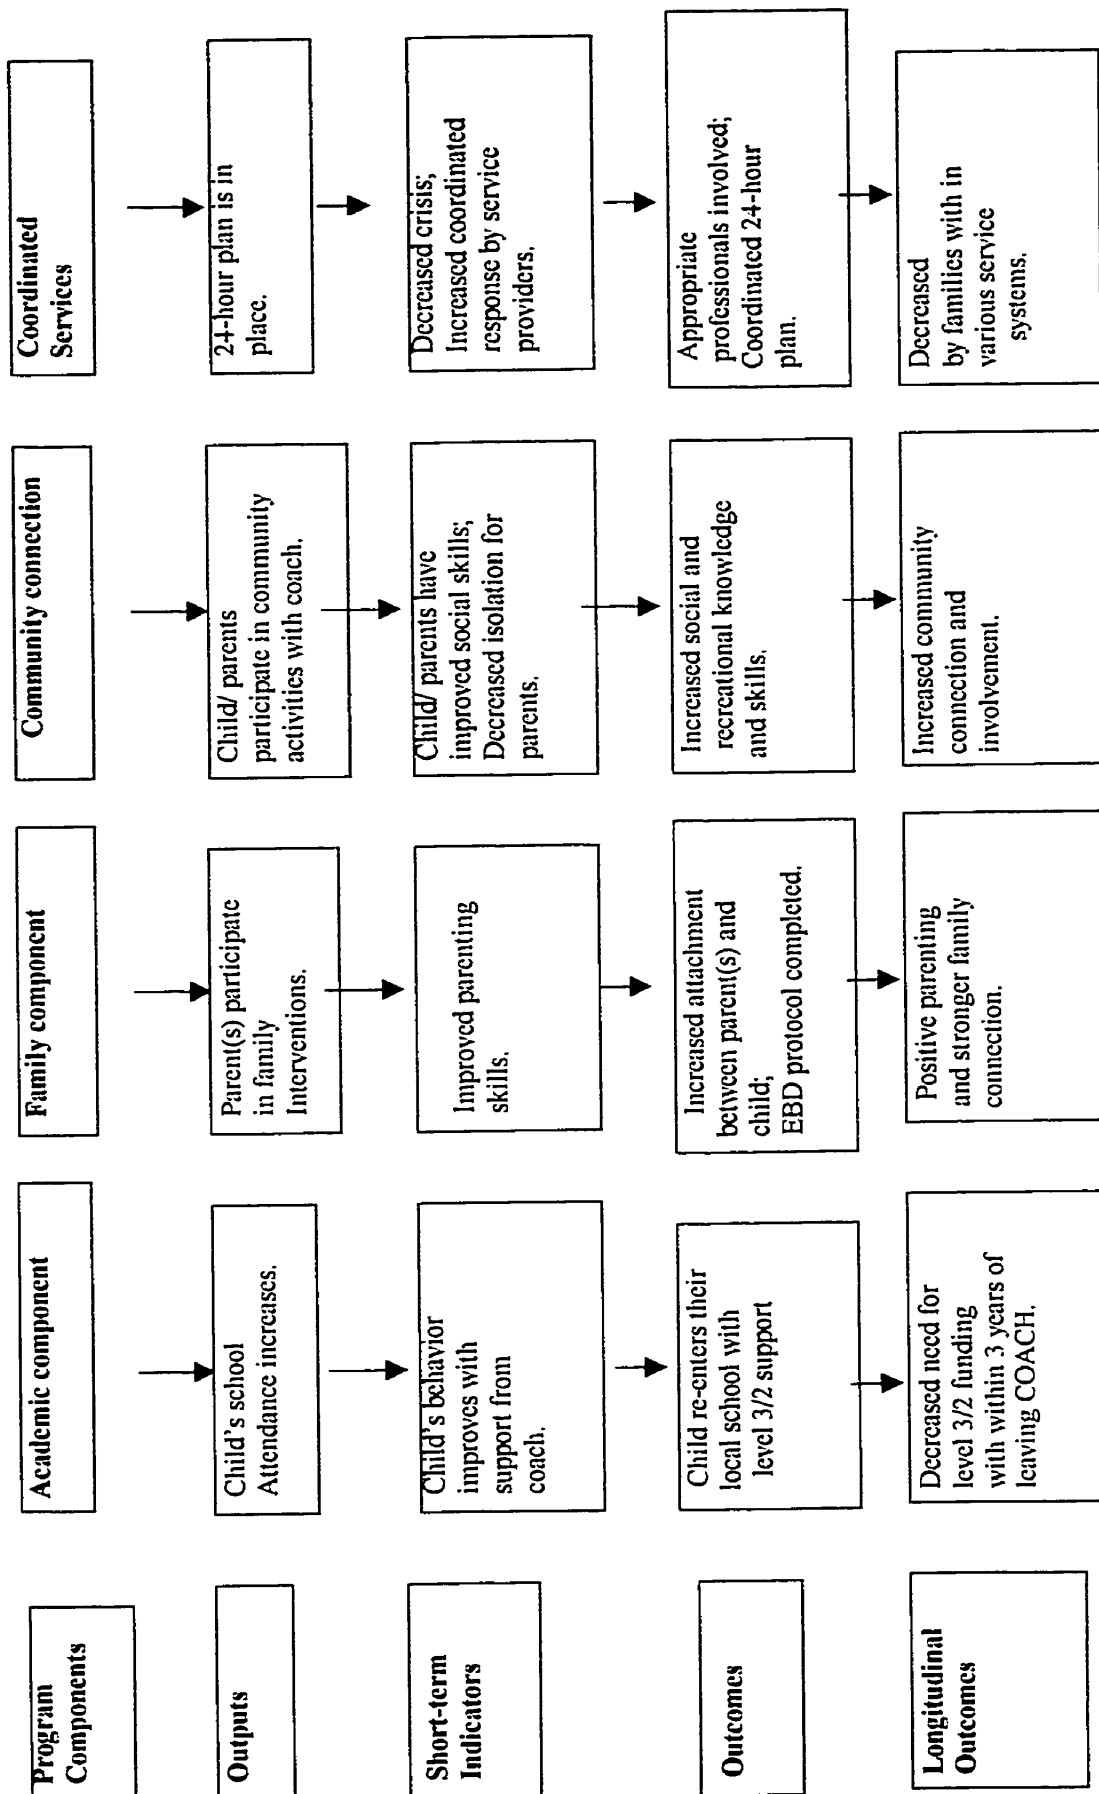 Program
Components
Academic component
Family component
Community connection
Coordinated
Services
Outputs
Child's school
Attendance increases.
Parent(s) participate
in family
Interventions.
Child/ parents
participate in community
activities with coach.
24-hour plan is in
place.
Short-term
Indicators
Child's behavior
improves with
support from
coach.
Improved parenting
skills.
Child/ parents have
improved social skills;
Decreased isolation for
parents.
Decreased crisis;
Increased coordinated
response by service
providers.
Outcomes
Child re-enters their
local school with
level 3/2 support
Increased attachment
between parent(s) and
child;
EBD protocol completed.
Increased social and
recreational knowledge
and skills.
Appropriate
professionals involved;
Coordinated 24-hour
plan.
Longitudinal
Outcomes
Decreased need for
level 3/2 funding
with within 3 years of
leaving COACH.
Positive parenting
and stronger family
connection.
Increased community
connection and
involvement.
Decreased
by families with in
various service
systems.